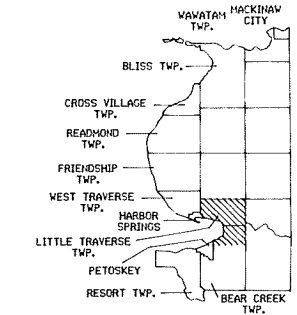 WAWATAM
TWP.
MACKINAW
CITY
BLISS TWP.
CROSS VILLAGE
TWP.
READMOND
TWP.
FRIENDSHIP
TWP.
WEST TRAVERSE
TWP.
HARBOR
SPRINGS
LITTLE TRAVERSE
TWP.
PETOSKEY
RESORT TWP.
BEAR CREEK
TWP.